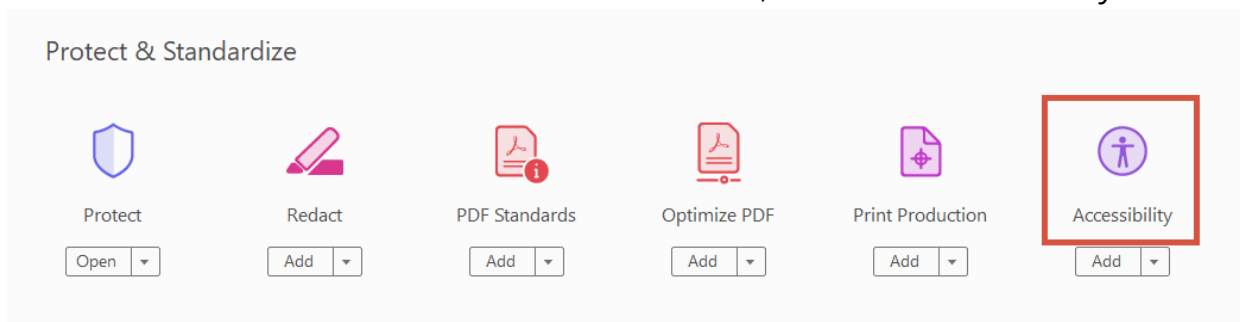 Protect & Standardize
Protect Redact PDF Standards Optimize PDF Print Production Accessibility
Open Add Add Add Add Add